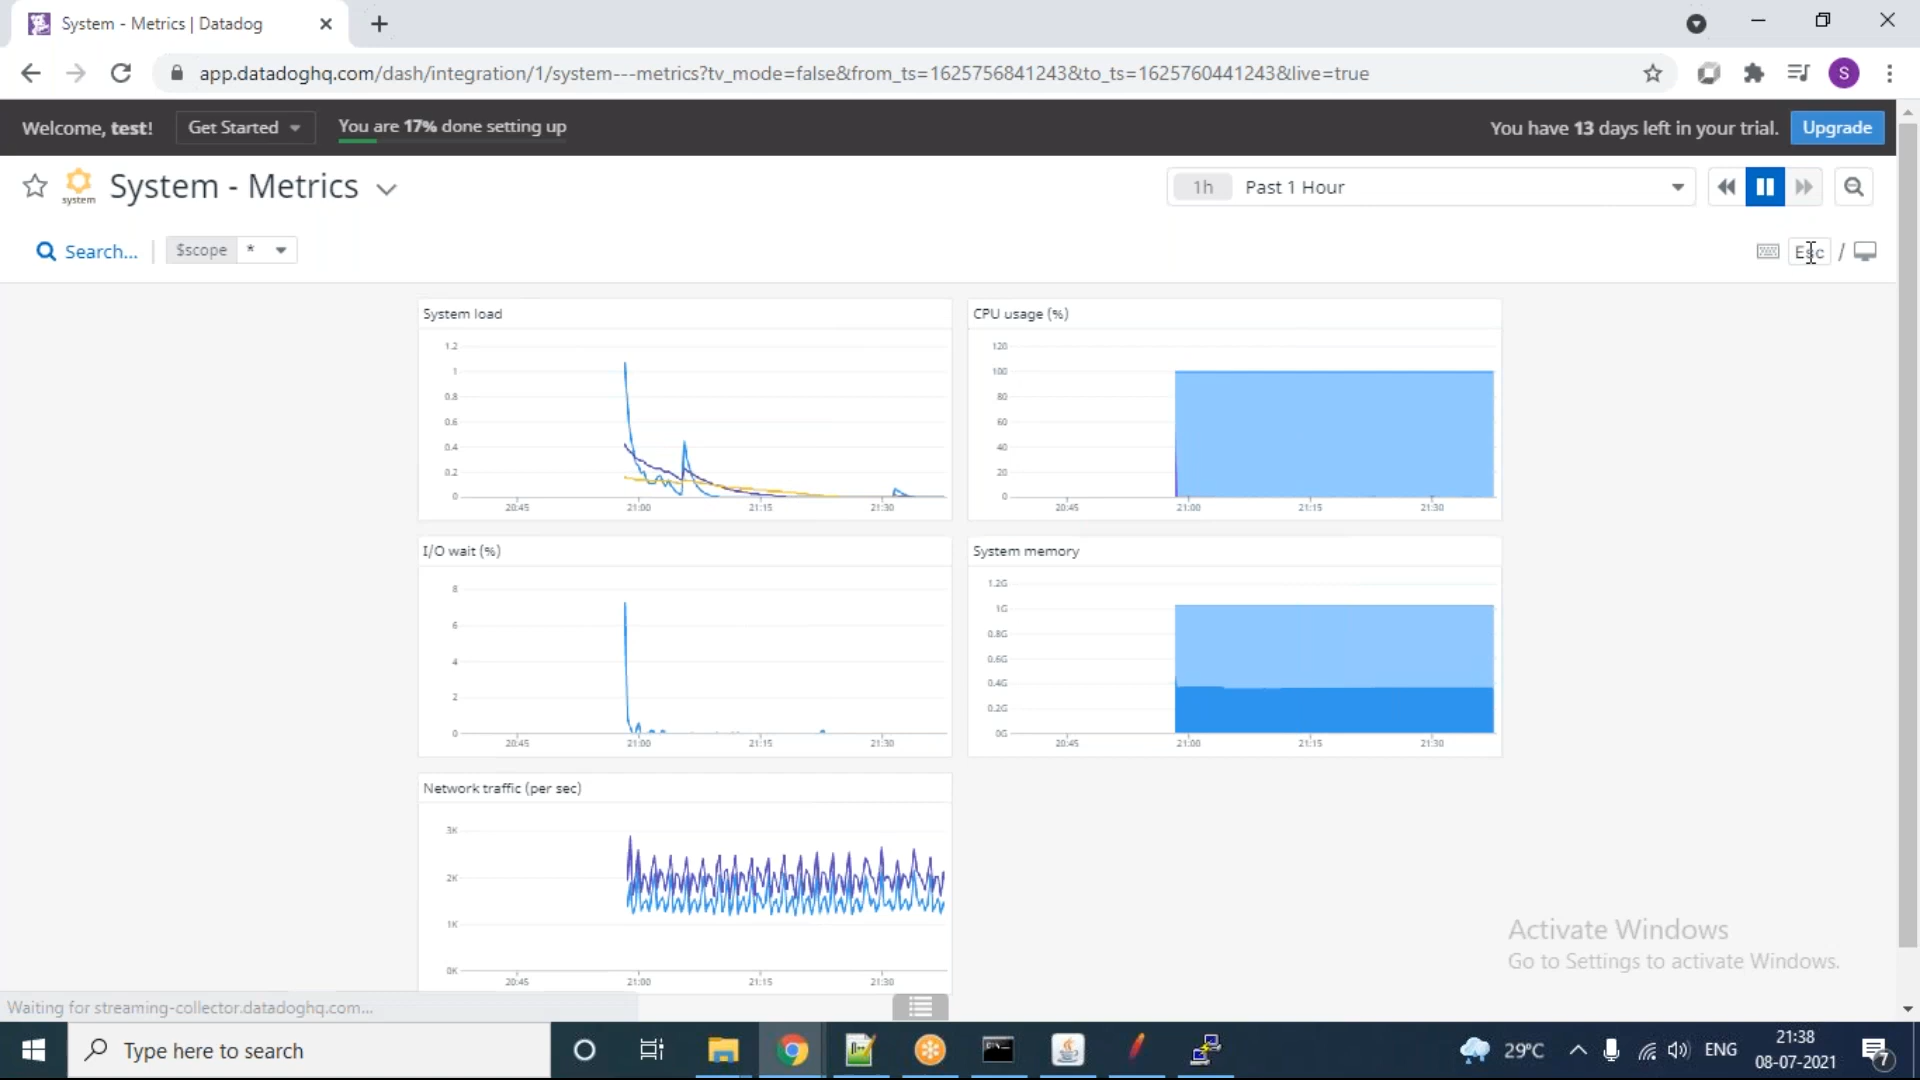 System - Metrics | Datadog
app.datadoghq.com/dash/integration/1/system---metrics?tv_mode=false&from_ts=1625756841243&to_ts=1625760441243&live=true
S
Welcome, test!
Get Started
You are 17% done setting up
You have 13 days left in your trial.
Upgrade
system
System - Metrics
1h
Past 1 Hour
Search...
$scope
*
Esc
/
System load
1.2
1
0.8
0.6
0.4
0.2
0
20:45
21:00
21:15
21:30
CPU usage (%)
120
100
80
60
40
20
0
20:45
21:00
21:15
21:30
I/O wait (%)
8
6
4
2
0
20:45
21:00
21:15
21:30
System memory
1.2G
1G
0.8G
0.6G
0.4G
0.2G
0G
20:45
21:00
21:15
21:30
Network traffic (per sec)
3K
2K
1K
0K
20:45
21:00
21:15
21:30
Activate Windows
Go to Settings to activate Windows.
Waiting for streaming-collector.datadoghq.com...
Type here to search
29°C
ENG
21:38
08-07-2021
7